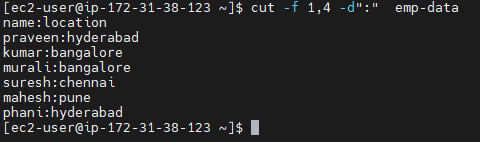 [ec2-user@ip-172-31-38-123 ~]$ cut -f 1,4 -d":"  emp-data
name:location
praveen:hyderabad
kumar:bangalore
murali:bangalore
suresh:chennai
mahesh:pune
phani:hyderabad
[ec2-user@ip-172-31-38-123 ~]$